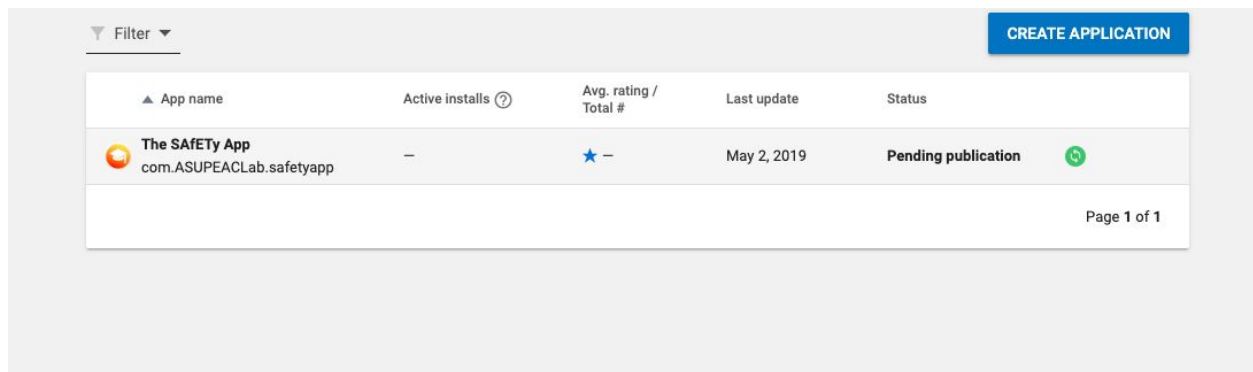 Filter
CREATE APPLICATION
App name
Active installs ?
Avg. rating /
Total #
Last update
Status
The SAfETy App
com.ASUPEACLab.safetyapp
–
–
May 2, 2019
Pending publication
Page 1 of 1